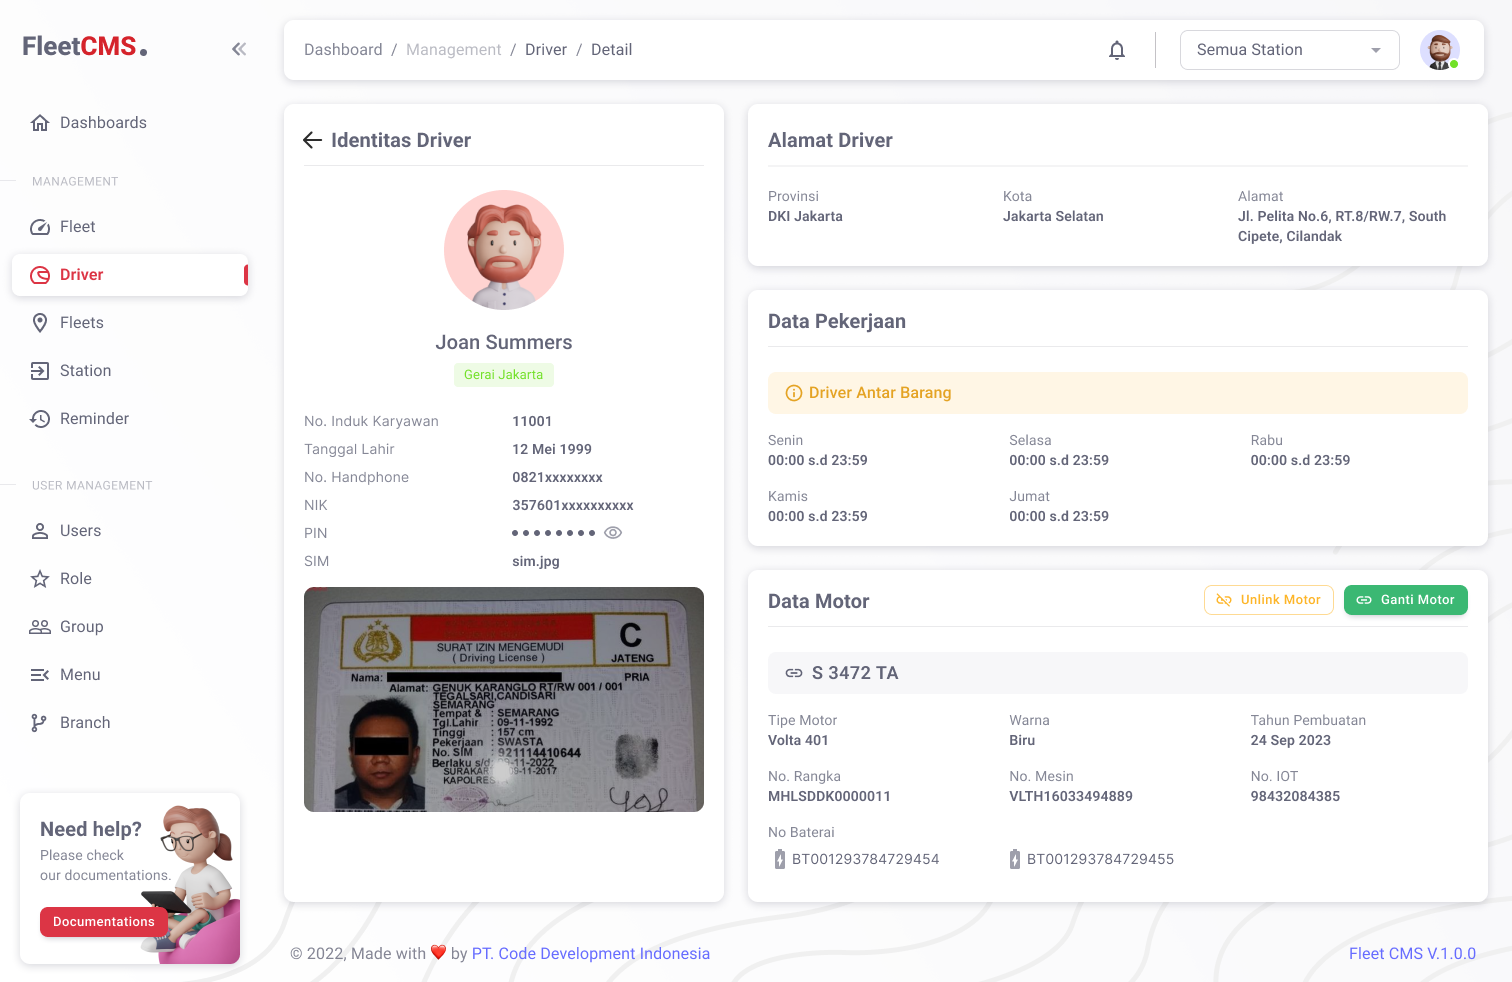 FleetCMS.
Dashboards
MANAGEMENT
Fleet
Driver
Fleets
Station
Reminder
USER MANAGEMENT
Users
Role
Group
Menu
Branch
Need help?
Please check
our documentations.
Documentations
Dashboard / Management / Driver / Detail
Semua Station
Identitas Driver
Joan Summers
Gerai Jakarta
No. Induk Karyawan 11001
Tanggal Lahir 12 Mei 1999
No. Handphone 0821xxxxxxxx
NIK 357601xxxxxxxxxx
PIN ••••••••
SIM sim.jpg
SURAT IZIN MENGEMUDI
( Driving License )
C
JATENG
Nama:
PRIA
Alamat: GENUK KARANGLO RT/RW 001 / 001
TEGALSARI,CANDISARI
SEMARANG
Tempat & : SEMARANG
Tgl.Lahir : 09-11-1992
Tinggi : 157 cm
Pekerjaan : SWASTA
No. SIM : 921114410644
Berlaku s/d : 09-11-2022
SURAKARTA 09-11-2017
KAPOLRES
Alamat Driver
Provinsi Kota Alamat
DKI Jakarta Jakarta Selatan Jl. Pelita No.6, RT.8/RW.7, South
Cipete, Cilandak
Data Pekerjaan
Driver Antar Barang
Senin Selasa Rabu
00:00 s.d 23:59 00:00 s.d 23:59 00:00 s.d 23:59
Kamis Jumat
00:00 s.d 23:59 00:00 s.d 23:59
Data Motor Unlink Motor Ganti Motor
S 3472 TA
Tipe Motor Warna Tahun Pembuatan
Volta 401 Biru 24 Sep 2023
No. Rangka No. Mesin No. IOT
MHLSDDK0000011 VLTH16033494889 98432084385
No Baterai
BT001293784729454 BT001293784729455
© 2022, Made with ❤️ by PT. Code Development Indonesia
Fleet CMS V.1.0.0